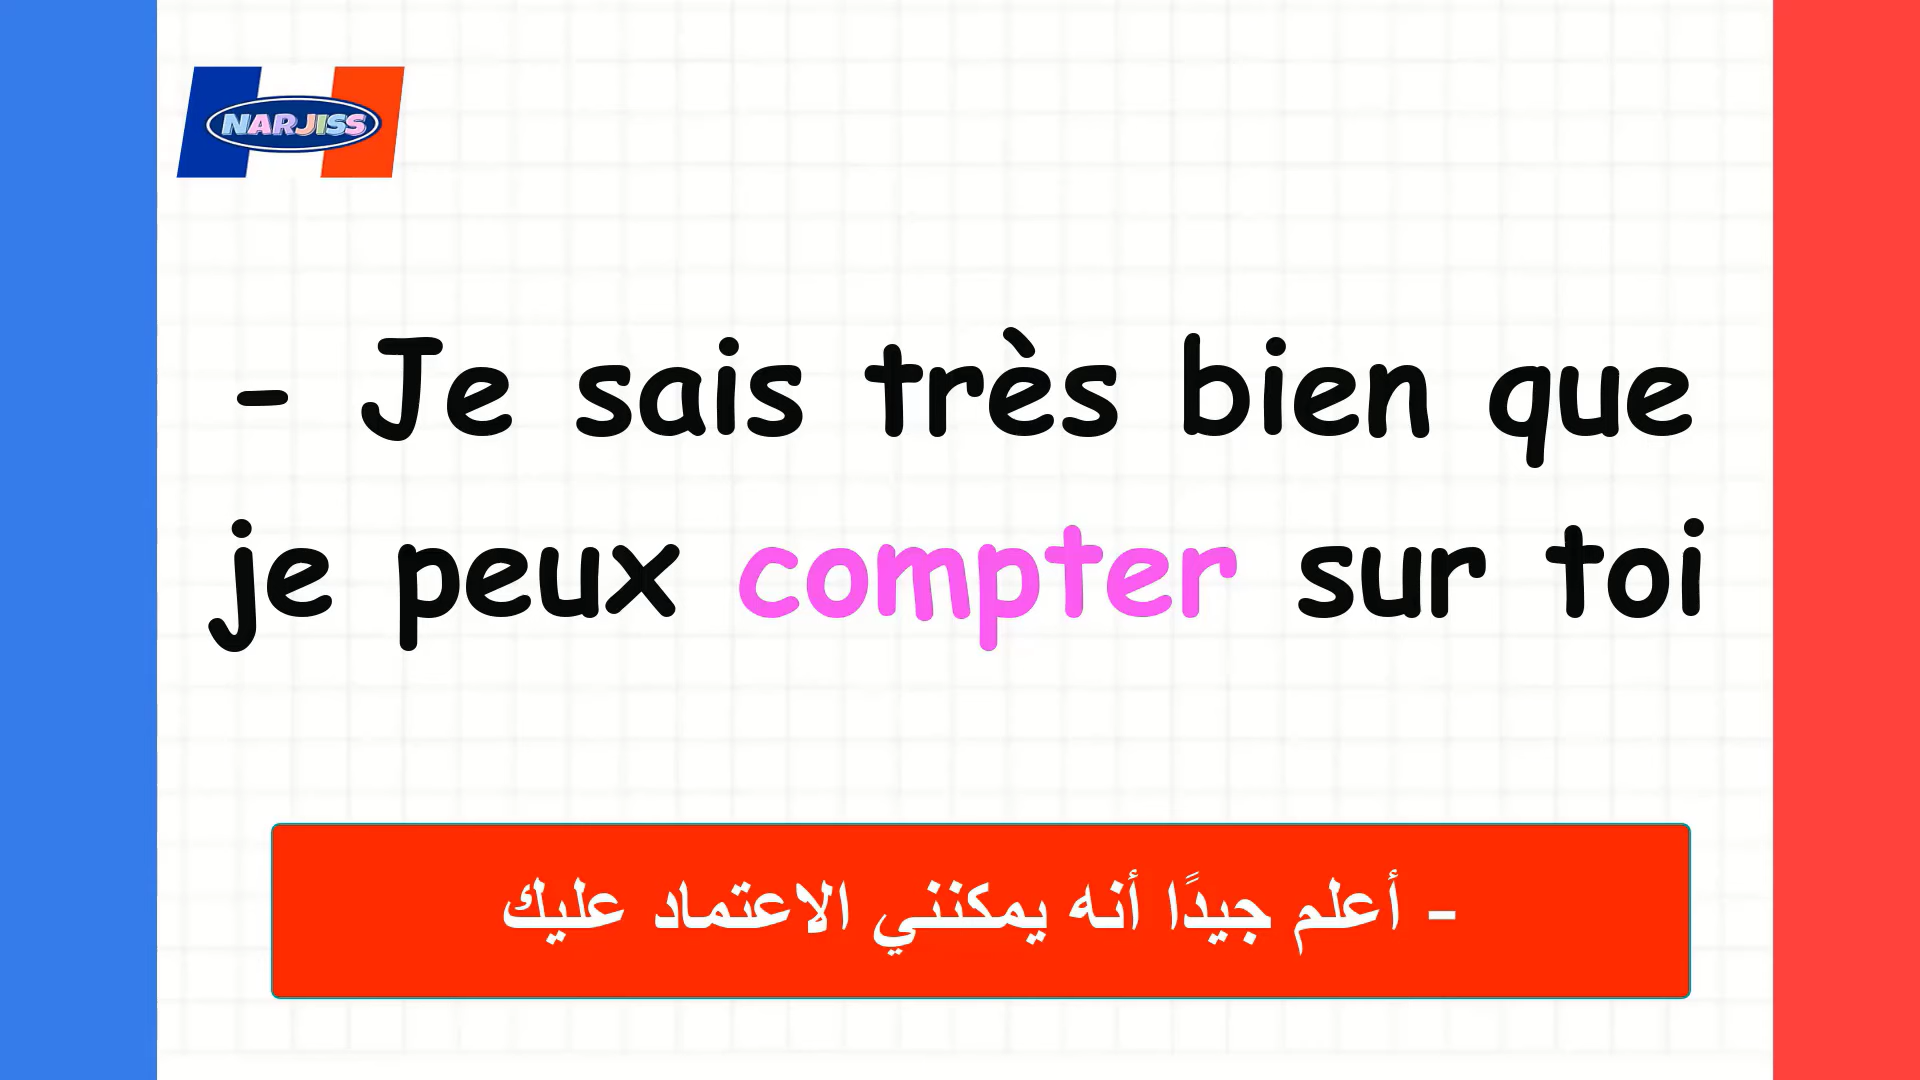 NARJISS
- Je sais très bien que
je peux compter sur toi
- أعلم جيدًا أنه يمكنني الاعتماد عليك